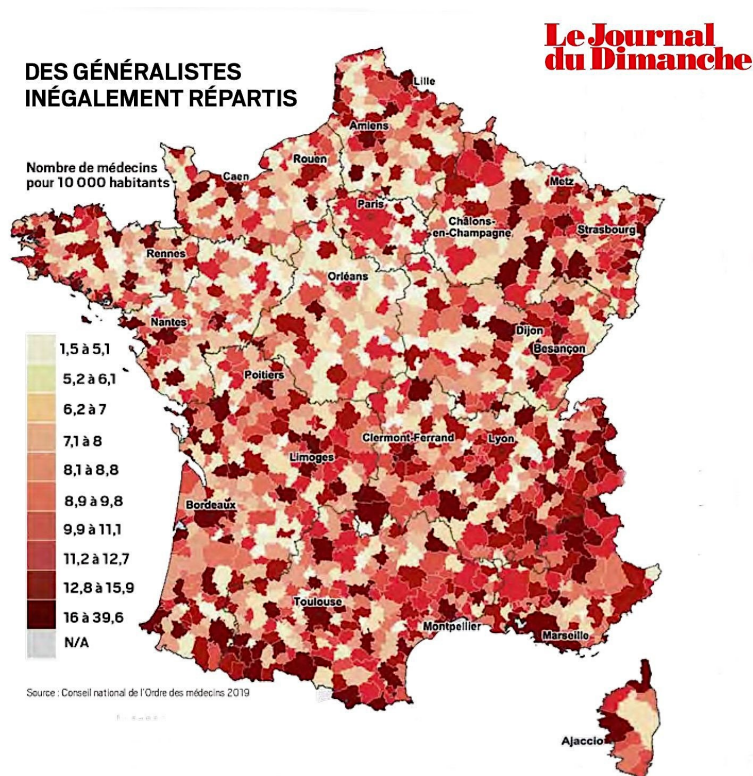 Le Journal
du Dimanche
DES GÉNÉRALISTES
INÉGALEMENT RÉPARTIS
Nombre de médecins
pour 10 000 habitants
Lille
Amiens
Rouen
Caen
Metz
Paris
Châlons-
en-Champagne
Strasbourg
Rennes
Orléans
Nantes
Dijon
Besançon
Poitiers
Clermont-Ferrand
Lyon
Limoges
Bordeaux
Toulouse
Montpellier
Marseille
Ajaccio
1,5 à 5,1
5,2 à 6,1
6,2 à 7
7,1 à 8
8,1 à 8,8
8,9 à 9,8
9,9 à 11,1
11,2 à 12,7
12,8 à 15,9
16 à 39,6
N/A
Source : Conseil national de l'Ordre des médecins 2019